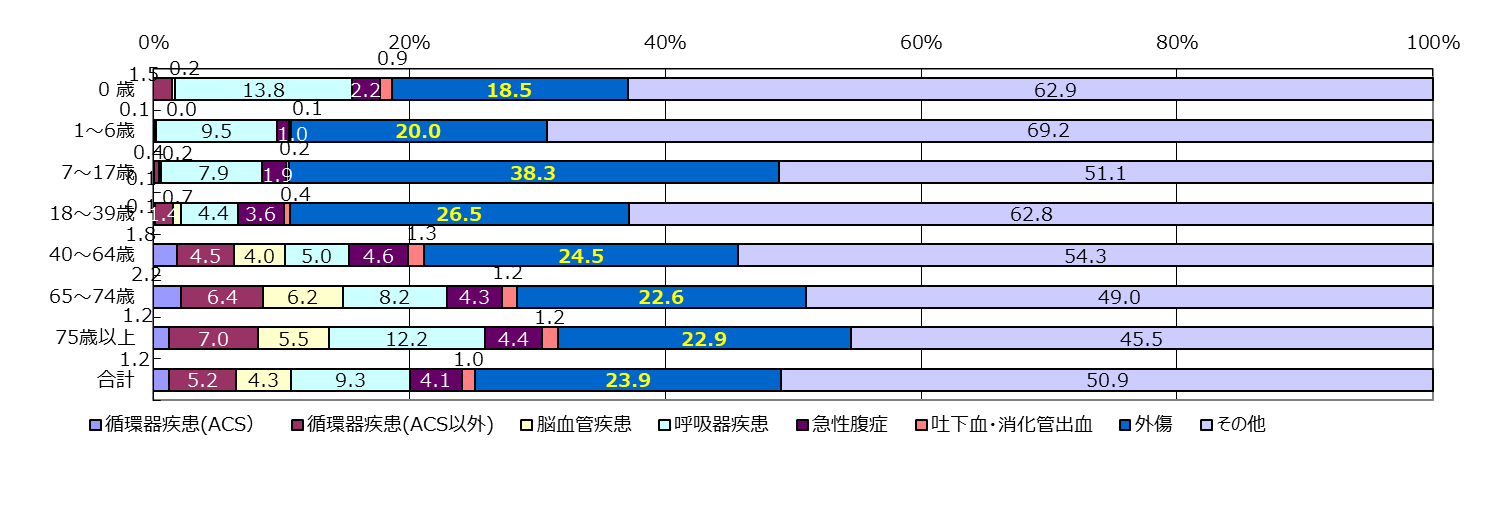 0% 20% 40% 60% 80% 100%
1.5 0.2 0.9
0 歳 13.8 2.2 18.5 62.9
0.1 0.0 0.1
1～6歳 9.5 1.0 20.0 69.2
0.4 0.2 0.2
7～17歳 7.9 1.9 38.3 51.1
0.1 0.7 0.4
18～39歳 0.1 1.4 4.4 3.6 26.5 62.8
1.8 1.3
40～64歳 4.5 4.0 5.0 4.6 24.5 54.3
2.2 1.2
65～74歳 6.4 6.2 8.2 4.3 22.6 49.0
1.2 1.2
75歳以上 7.0 5.5 12.2 4.4 22.9 45.5
1.2 1.0
合計 5.2 4.3 9.3 4.1 23.9 50.9
循環器疾患(ACS） 循環器疾患(ACS以外) 脳血管疾患 呼吸器疾患 急性腹症 吐下血・消化管出血 外傷 その他